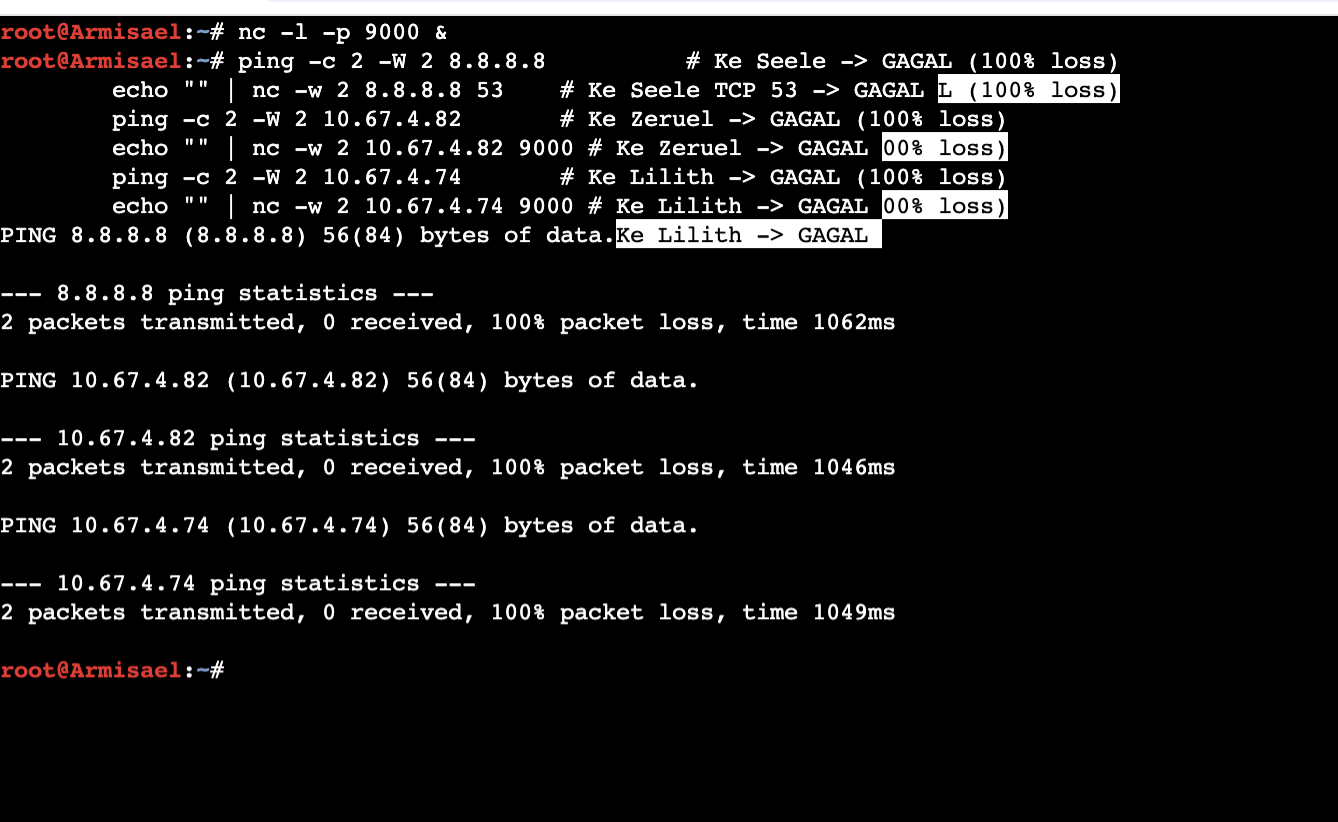 root@Armisael:~# nc -l -p 9000 &
root@Armisael:~# ping -c 2 -W 2 8.8.8.8          # Ke Seele -> GAGAL (100% loss)
        echo "" | nc -w 2 8.8.8.8 53    # Ke Seele TCP 53 -> GAGAL L (100% loss)
        ping -c 2 -W 2 10.67.4.82       # Ke Zeruel -> GAGAL (100% loss)
        echo "" | nc -w 2 10.67.4.82 9000 # Ke Zeruel -> GAGAL 00% loss)
        ping -c 2 -W 2 10.67.4.74       # Ke Lilith -> GAGAL (100% loss)
        echo "" | nc -w 2 10.67.4.74 9000 # Ke Lilith -> GAGAL 00% loss)
PING 8.8.8.8 (8.8.8.8) 56(84) bytes of data.Ke Lilith -> GAGAL
--- 8.8.8.8 ping statistics ---
2 packets transmitted, 0 received, 100% packet loss, time 1062ms
PING 10.67.4.82 (10.67.4.82) 56(84) bytes of data.
--- 10.67.4.82 ping statistics ---
2 packets transmitted, 0 received, 100% packet loss, time 1046ms
PING 10.67.4.74 (10.67.4.74) 56(84) bytes of data.
--- 10.67.4.74 ping statistics ---
2 packets transmitted, 0 received, 100% packet loss, time 1049ms
root@Armisael:~#